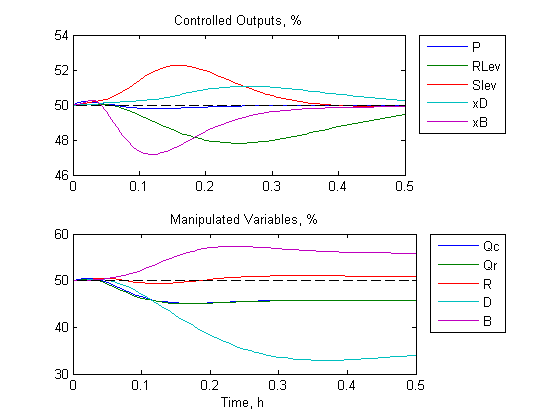 Controlled Outputs, %
54
52
50
48
46
0
0.1
0.2
0.3
0.4
0.5
P
RLev
Slev
xD
xB
Manipulated Variables, %
60
50
40
30
0
0.1
0.2
0.3
0.4
0.5
Time, h
Qc
Qr
R
D
B